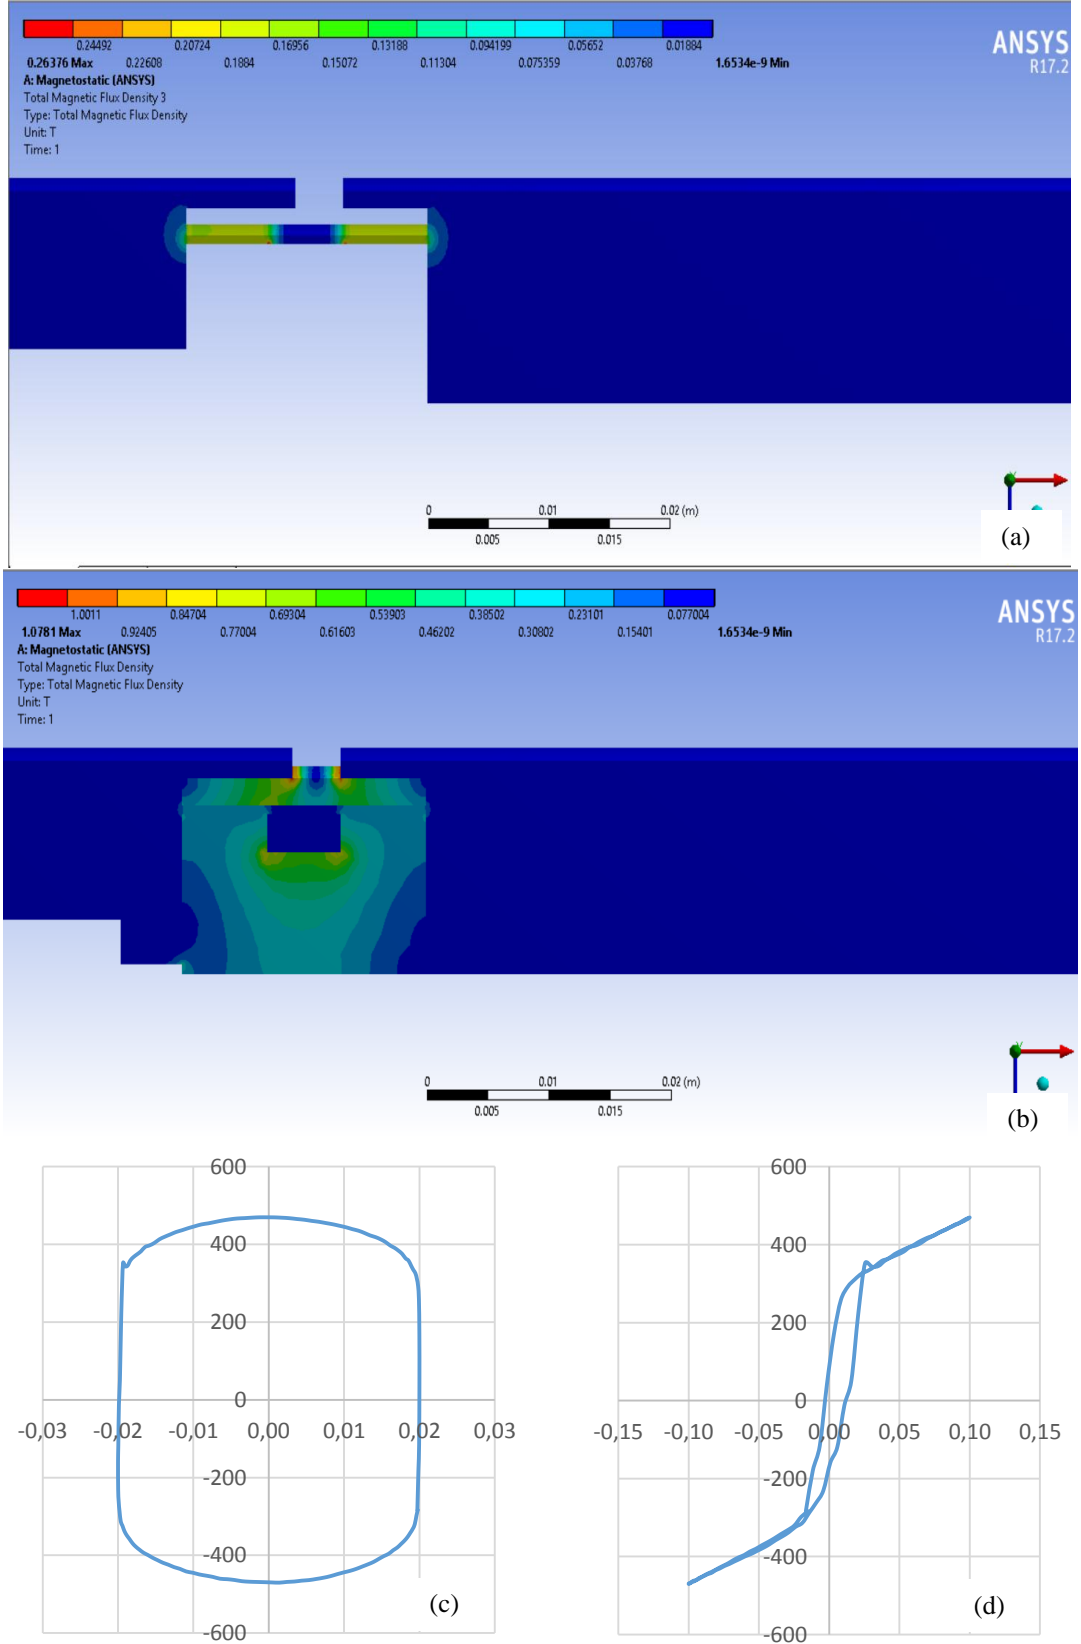 0.24492 0.20724 0.16956 0.13188 0.094199 0.05652 0.01884
0.26376 Max 0.22608 0.1884 0.15072 0.11304 0.075359 0.03768 1.6534e-9 Min
ANSYS
R17.2
A: Magnetostatic (ANSYS)
Total Magnetic Flux Density 3
Type: Total Magnetic Flux Density
Unit: T
Time: 1
0 0.01 0.02 (m)
0.005 0.015
Y
(a)
1.0011 0.84704 0.69304 0.53903 0.38502 0.23101 0.077004
1.0781 Max 0.92405 0.77004 0.61603 0.46202 0.30802 0.15401 1.6534e-9 Min
ANSYS
R17.2
A: Magnetostatic (ANSYS)
Total Magnetic Flux Density
Type: Total Magnetic Flux Density
Unit: T
Time: 1
0 0.01 0.02 (m)
0.005 0.015
Y
(b)
600
400
200
0
-0,03 -0,02 -0,01 0,00 0,01 0,02 0,03
-200
-400
-600
(c)
600
400
200
0
-0,15 -0,10 -0,05 0,00 0,05 0,10 0,15
-200
-400
-600
(d)